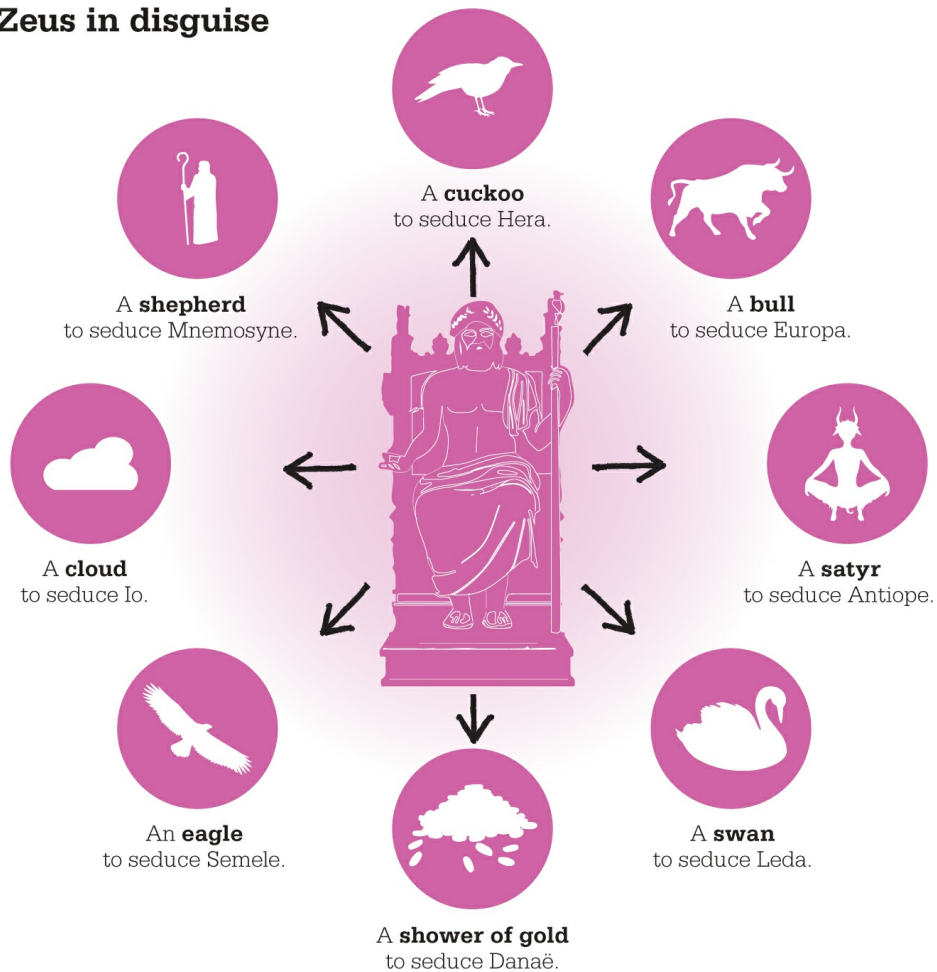 Zeus in disguise
A cuckoo
to seduce Hera.
A shepherd
to seduce Mnemosyne.
A bull
to seduce Europa.
A cloud
to seduce Io.
A satyr
to seduce Antiope.
An eagle
to seduce Semele.
A swan
to seduce Leda.
A shower of gold
to seduce Danaë.